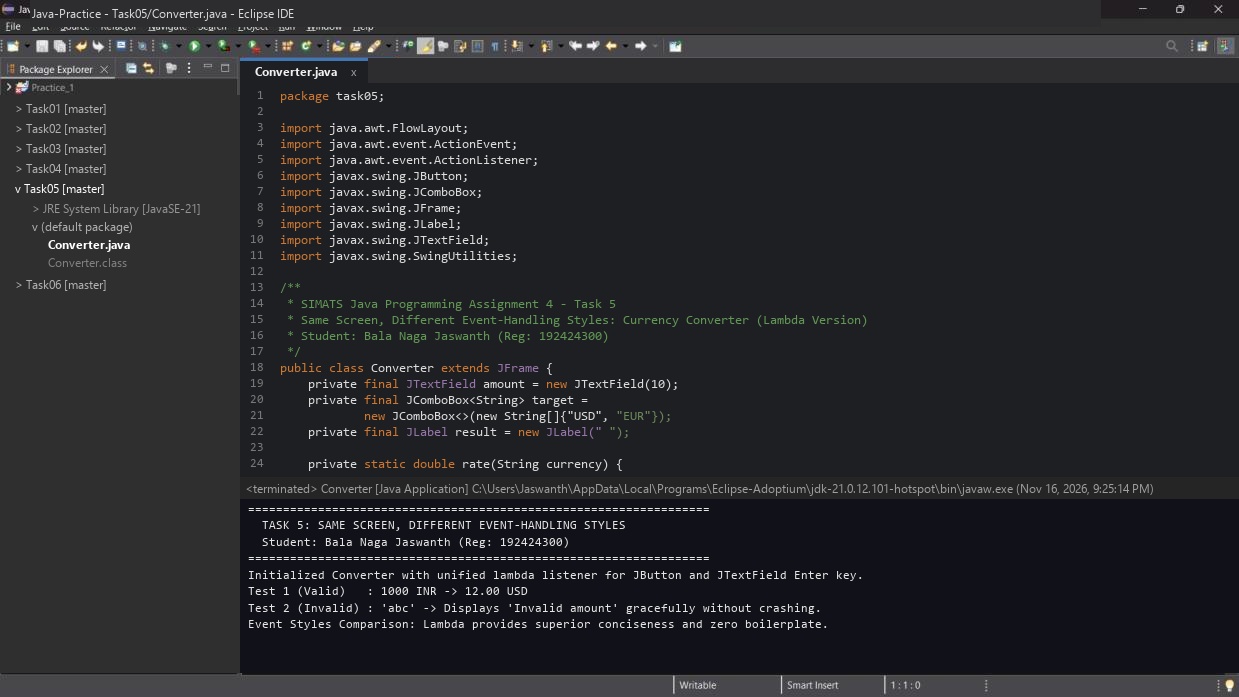 Java-Practice - Task05/Converter.java - Eclipse IDE
File Edit Source Refactor Navigate Search Project Run Window Help
Package Explorer
Converter.java x
Practice_1
> Task01 [master]
> Task02 [master]
> Task03 [master]
> Task04 [master]
v Task05 [master]
> JRE System Library [JavaSE-21]
v (default package)
Converter.java
Converter.class
> Task06 [master]
1 package task05;
2
3 import java.awt.FlowLayout;
4 import java.awt.event.ActionEvent;
5 import java.awt.event.ActionListener;
6 import javax.swing.JButton;
7 import javax.swing.JComboBox;
8 import javax.swing.JFrame;
9 import javax.swing.JLabel;
10 import javax.swing.JTextField;
11 import javax.swing.SwingUtilities;
12
13 /**
14 * SIMATS Java Programming Assignment 4 - Task 5
15 * Same Screen, Different Event-Handling Styles: Currency Converter (Lambda Version)
16 * Student: Bala Naga Jaswanth (Reg: 192424300)
17 */
18 public class Converter extends JFrame {
19 private final JTextField amount = new JTextField(10);
20 private final JComboBox<String> target =
21 new JComboBox<>(new String[]{"USD", "EUR"});
22 private final JLabel result = new JLabel(" ");
23
24 private static double rate(String currency) {
<terminated> Converter [Java Application] C:\Users\Jaswanth\AppData\Local\Programs\Eclipse-Adoptium\jdk-21.0.12.101-hotspot\bin\javaw.exe (Nov 16, 2026, 9:25:14 PM)
==================================================================
TASK 5: SAME SCREEN, DIFFERENT EVENT-HANDLING STYLES
Student: Bala Naga Jaswanth (Reg: 192424300)
==================================================================
Initialized Converter with unified lambda listener for JButton and JTextField Enter key.
Test 1 (Valid) : 1000 INR -> 12.00 USD
Test 2 (Invalid) : 'abc' -> Displays 'Invalid amount' gracefully without crashing.
Event Styles Comparison: Lambda provides superior conciseness and zero boilerplate.
Writable Smart Insert 1 : 1 : 0